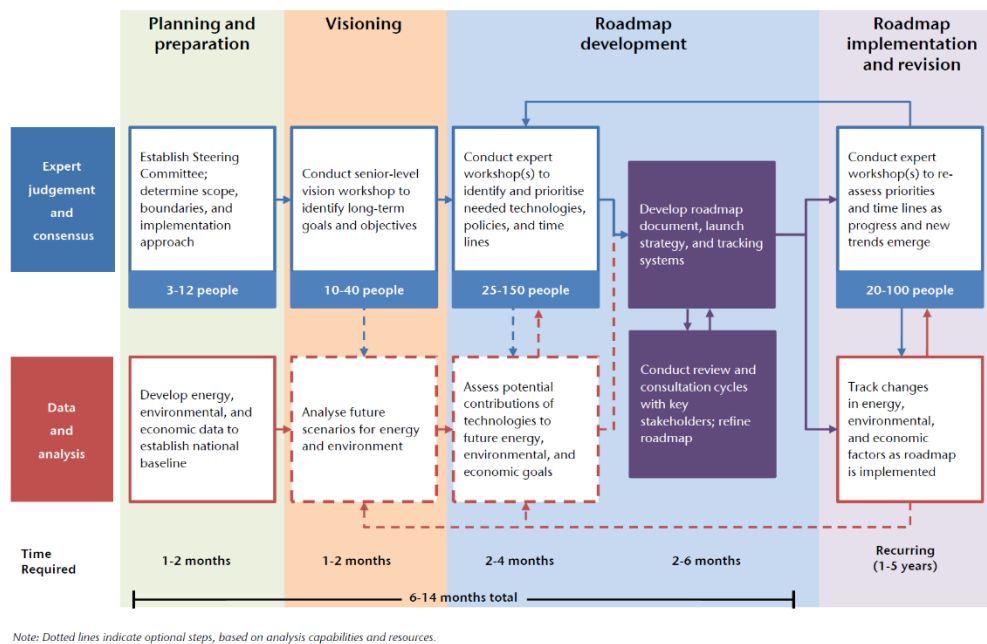 Planning and
preparation
Visioning
Roadmap
development
Roadmap
implementation
and revision
Expert
judgement
and
consensus
Establish Steering
Committee;
determine scope,
boundaries, and
implementation
approach
3-12 people
Conduct senior-level
vision workshop to
identify long-term
goals and objectives
10-40 people
Conduct expert
workshop(s) to
identify and prioritise
needed technologies,
policies, and time
lines
25-150 people
Develop roadmap
document, launch
strategy, and tracking
systems
Conduct expert
workshop(s) to re-
assess priorities
and time lines as
progress and new
trends emerge
20-100 people
Data
and
analysis
Develop energy,
environmental, and
economic data to
establish national
baseline
Analyse future
scenarios for energy
and environment
Assess potential
contributions of
technologies to
future energy,
environmental, and
economic goals
Conduct review and
consultation cycles
with key
stakeholders; refine
roadmap
Track changes
in energy,
environmental,
and economic
factors as roadmap
is implemented
Time
Required
1-2 months
1-2 months
2-4 months
2-6 months
Recurring
(1-5 years)
6-14 months total
Note: Dotted lines indicate optional steps, based on analysis capabilities and resources.